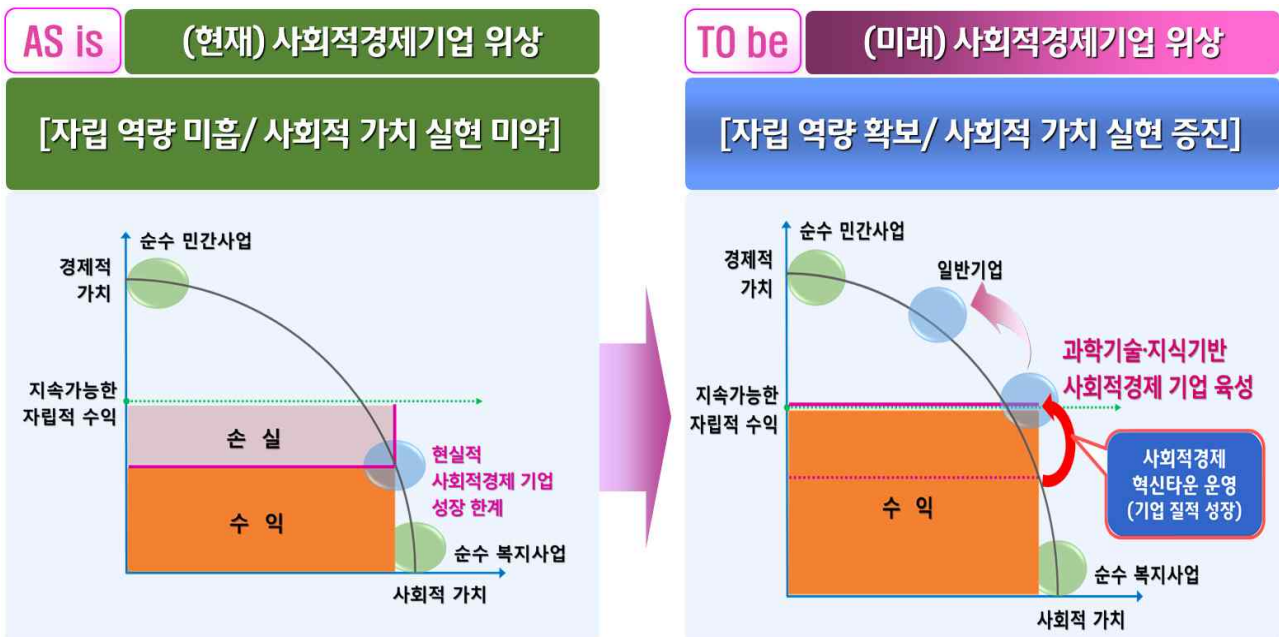 AS is
(현재) 사회적경제기업 위상
[자립 역량 미흡/ 사회적 가치 실현 미약]
순수 민간사업
경제적
가치
지속가능한
자립적 수익
손 실
현실적
사회적경제 기업
성장 한계
수 익
순수 복지사업
사회적 가치
TO be
(미래) 사회적경제기업 위상
[자립 역량 확보/ 사회적 가치 실현 증진]
순수 민간사업
경제적
가치
일반기업
과학기술·지식기반
사회적경제 기업 육성
지속가능한
자립적 수익
사회적경제
혁신타운 운영
(기업 질적 성장)
수 익
순수 복지사업
사회적 가치